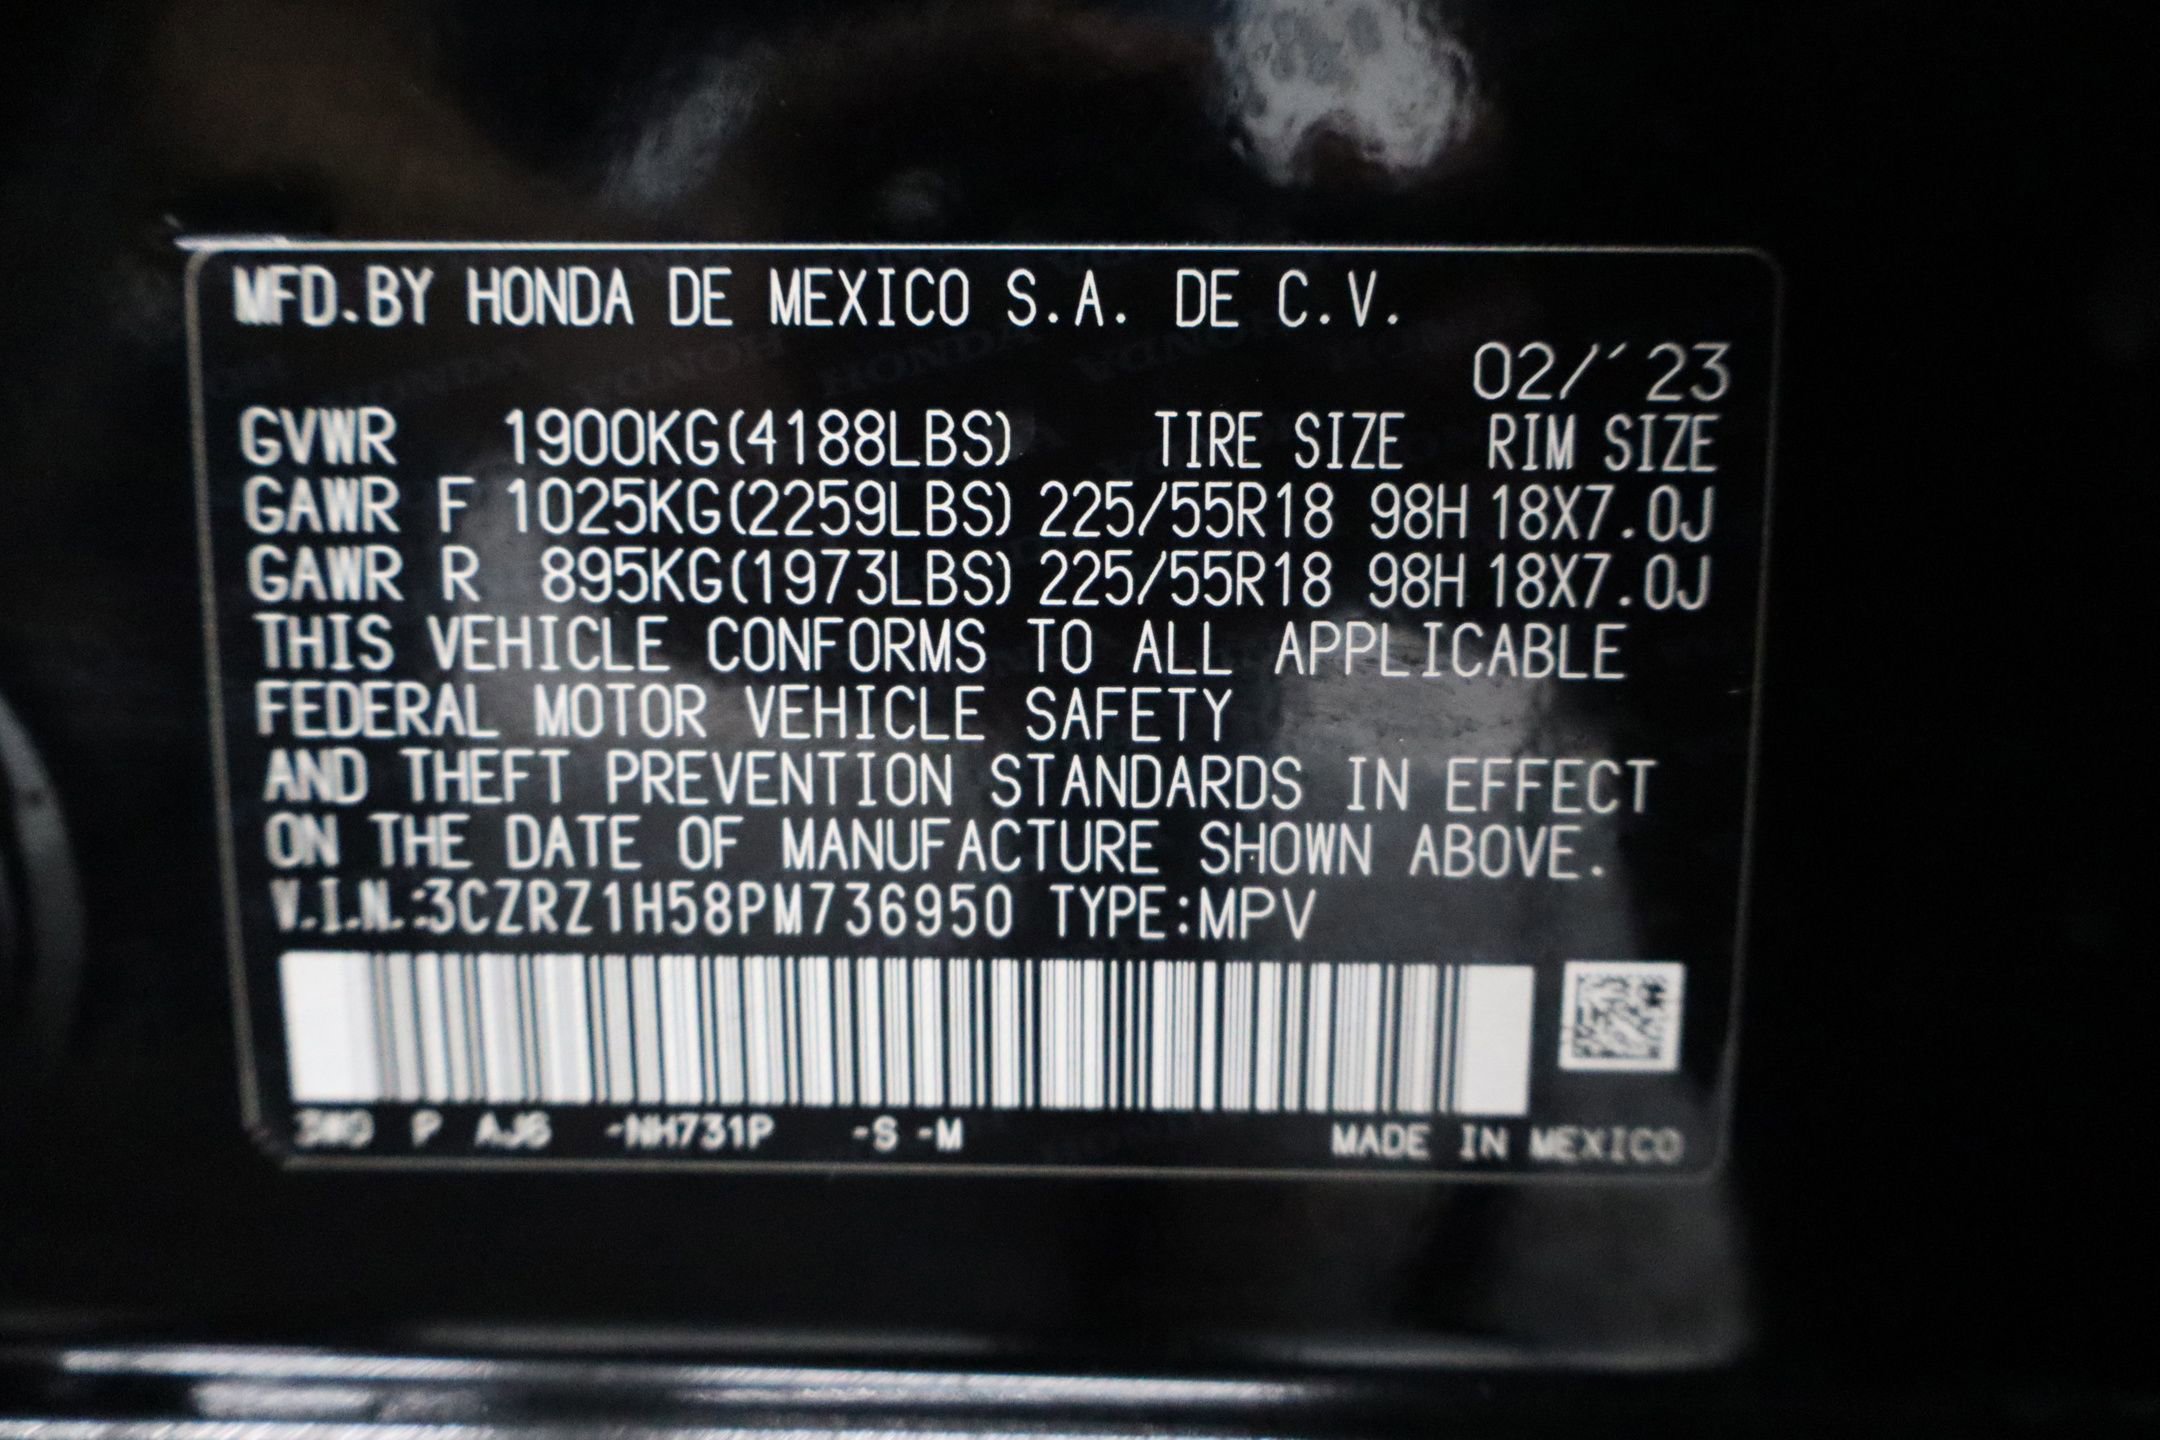 MFD.BY HONDA DE MEXICO S.A. DE C.V.
02/'23
GVWR 1900KG(4188LBS) TIRE SIZE RIM SIZE
GAWR F 1025KG(2259LBS) 225/55R18 98H 18X7.0J
GAWR R 895KG(1973LBS) 225/55R18 98H 18X7.0J
THIS VEHICLE CONFORMS TO ALL APPLICABLE
FEDERAL MOTOR VEHICLE SAFETY
AND THEFT PREVENTION STANDARDS IN EFFECT
ON THE DATE OF MANUFACTURE SHOWN ABOVE.
V.I.N.:3CZRZ1H58PM736950 TYPE:MPV
P AJ6 -NH731P -S -M MADE IN MEXICO